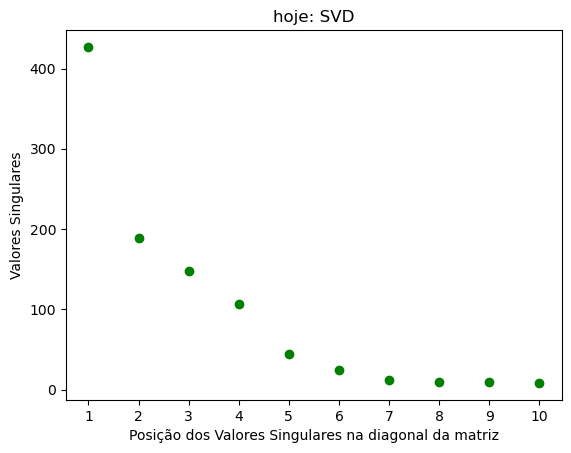 hoje: SVD
Valores Singulares
400
300
200
100
0
1 2 3 4 5 6 7 8 9 10
Posição dos Valores Singulares na diagonal da matriz